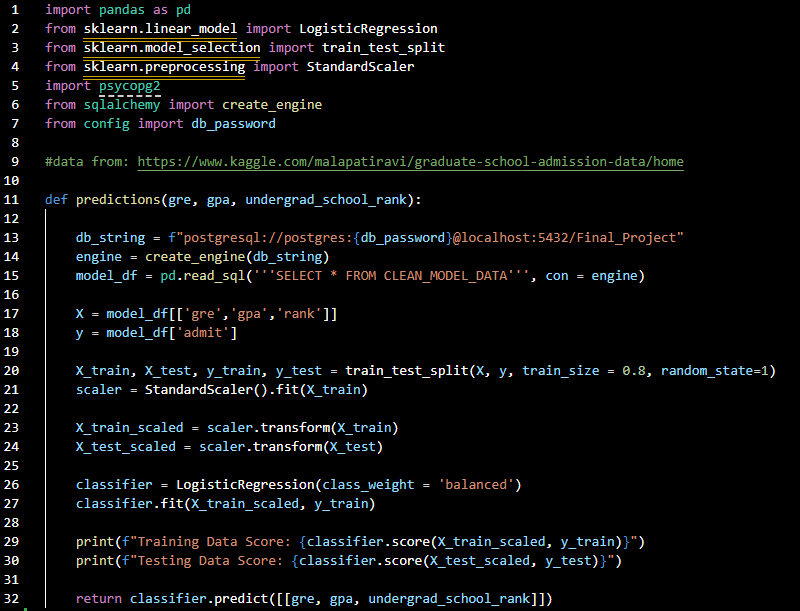 1 import pandas as pd
2 from sklearn.linear_model import LogisticRegression
3 from sklearn.model_selection import train_test_split
4 from sklearn.preprocessing import StandardScaler
5 import psycopg2
6 from sqlalchemy import create_engine
7 from config import db_password
8
9 #data from: https://www.kaggle.com/malapatiravi/graduate-school-admission-data/home
10
11 def predictions(gre, gpa, undergrad_school_rank):
12
13     db_string = f"postgresql://postgres:{db_password}@localhost:5432/Final_Project"
14     engine = create_engine(db_string)
15     model_df = pd.read_sql('''SELECT * FROM CLEAN_MODEL_DATA''', con = engine)
16
17     X = model_df[['gre','gpa','rank']]
18     y = model_df['admit']
19
20     X_train, X_test, y_train, y_test = train_test_split(X, y, train_size = 0.8, random_state=1)
21     scaler = StandardScaler().fit(X_train)
22
23     X_train_scaled = scaler.transform(X_train)
24     X_test_scaled = scaler.transform(X_test)
25
26     classifier = LogisticRegression(class_weight = 'balanced')
27     classifier.fit(X_train_scaled, y_train)
28
29     print(f"Training Data Score: {classifier.score(X_train_scaled, y_train)}")
30     print(f"Testing Data Score: {classifier.score(X_test_scaled, y_test)}")
31
32     return classifier.predict([[gre, gpa, undergrad_school_rank]])